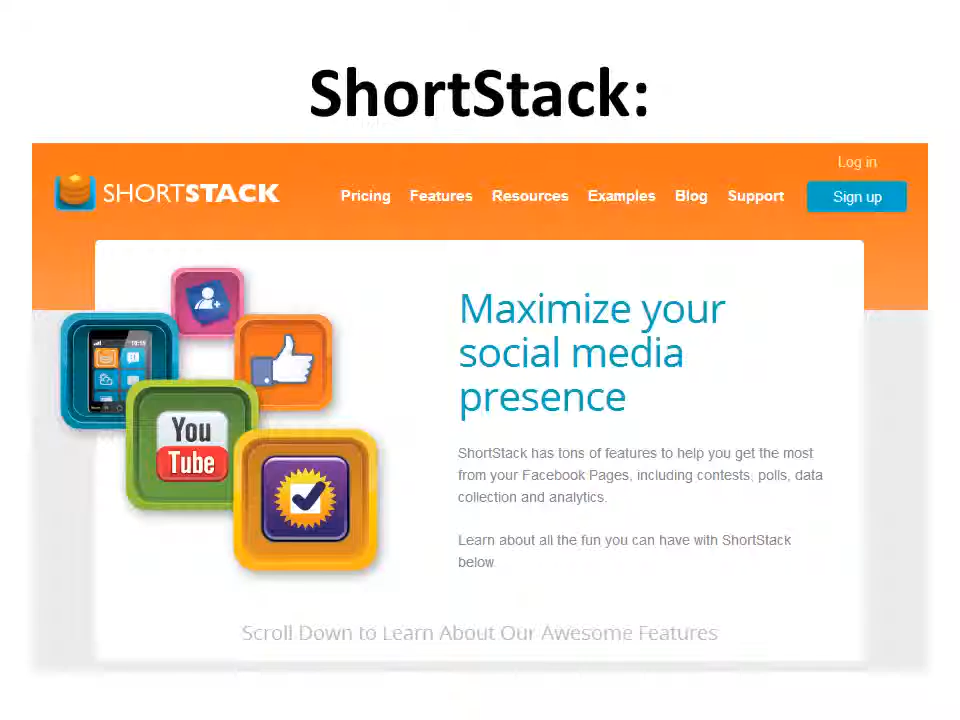 ShortStack:
Log in
SHORTSTACK
Pricing Features Resources Examples Blog Support Sign up
Maximize your
social media
presence
You
Tube
ShortStack has tons of features to help you get the most
from your Facebook Pages, including contests, polls, data
collection and analytics.
Learn about all the fun you can have with ShortStack
below
Scroll Down to Learn About Our Awesome Features